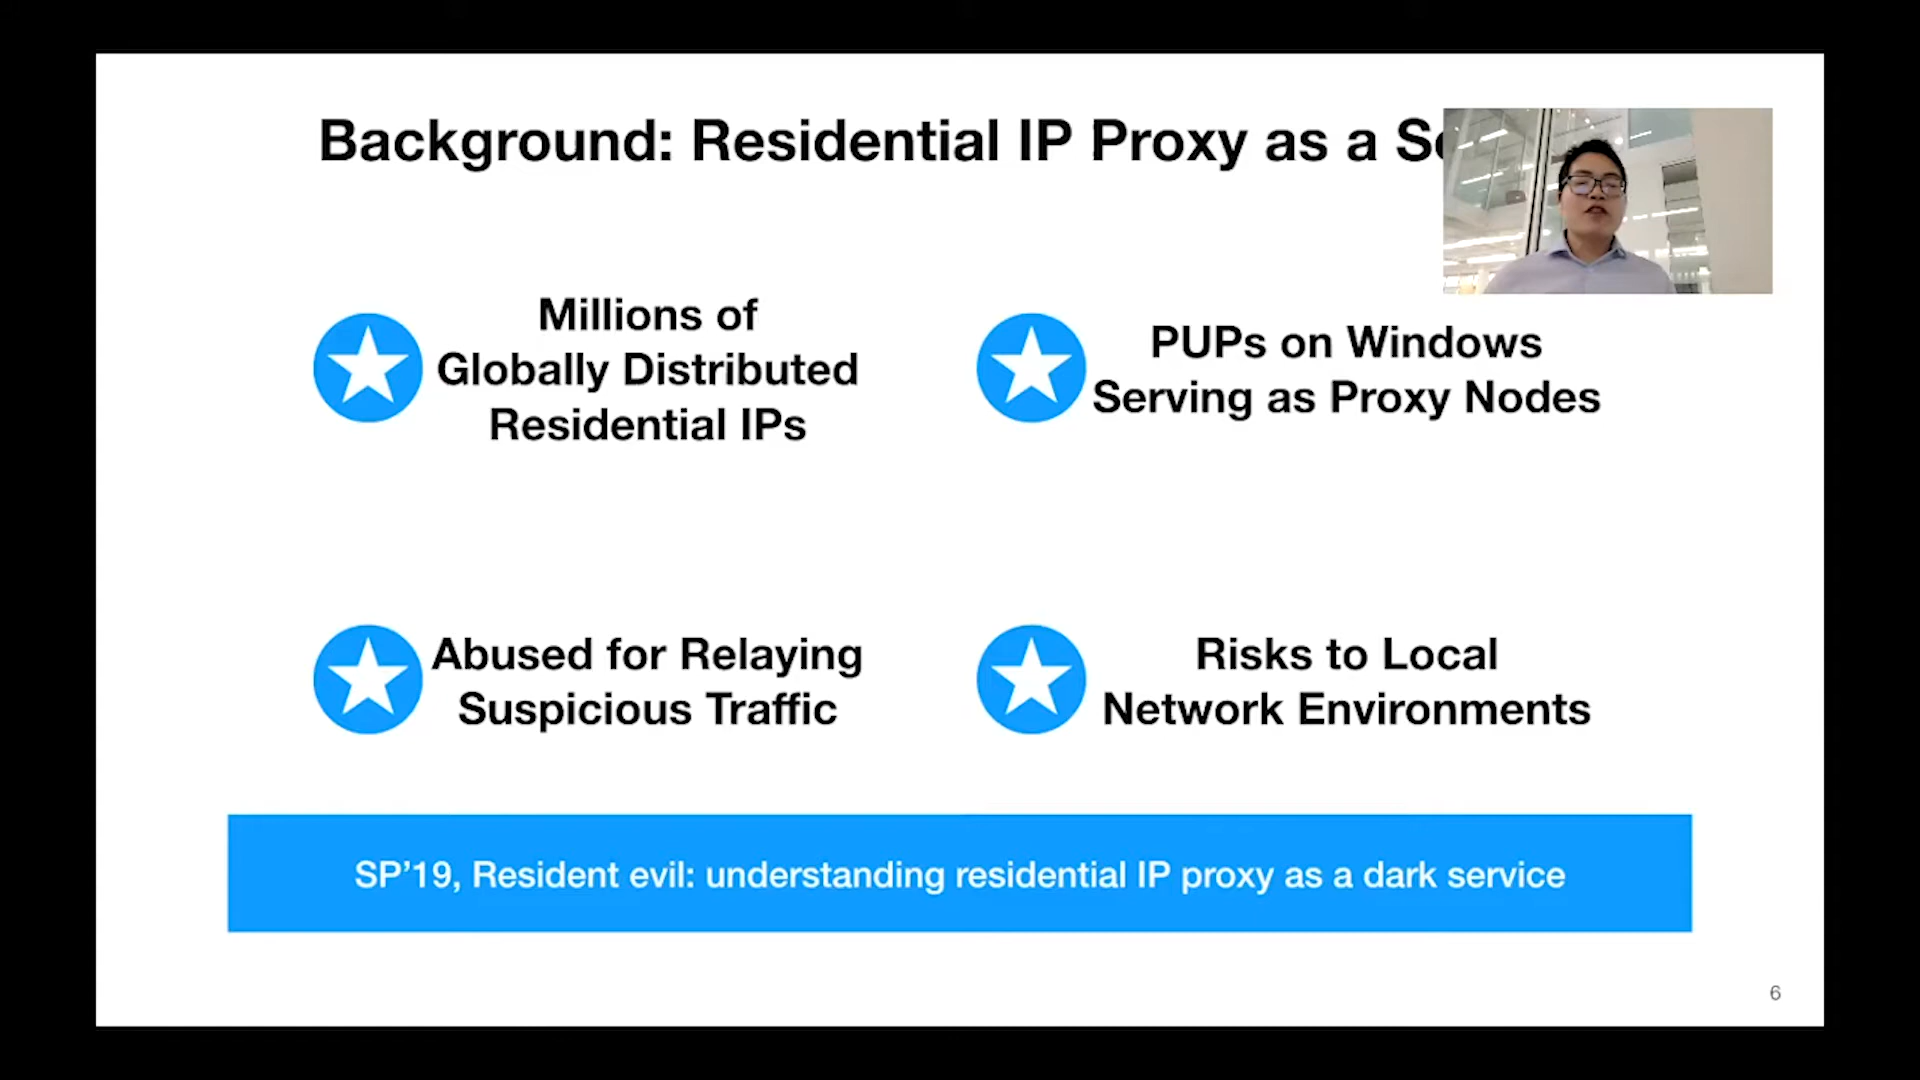 Background: Residential IP Proxy as a
Millions of
Globally Distributed
Residential IPs
PUPs on Windows
Serving as Proxy Nodes
Abused for Relaying
Suspicious Traffic
Risks to Local
Network Environments
SP’19, Resident evil: understanding residential IP proxy as a dark service
6